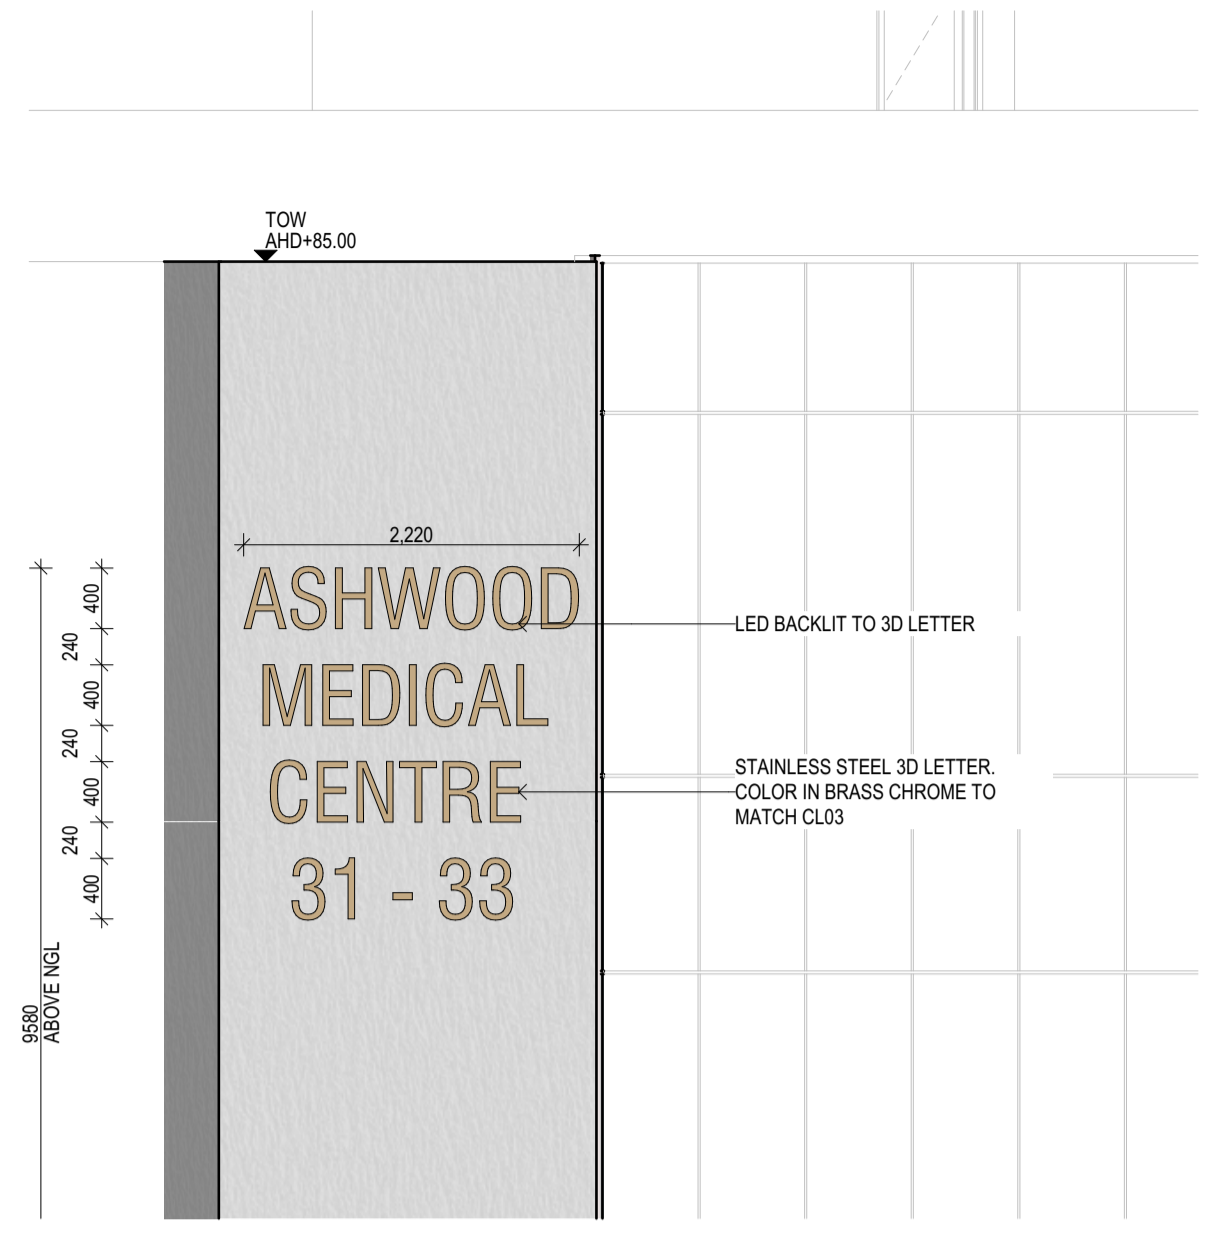 TOW
AHD+85.00
2,220
ASHWOOD
MEDICAL
CENTRE
31 - 33
LED BACKLIT TO 3D LETTER
STAINLESS STEEL 3D LETTER.
COLOR IN BRASS CHROME TO
MATCH CL03
400
240
400
240
400
240
400
9580
ABOVE NGL